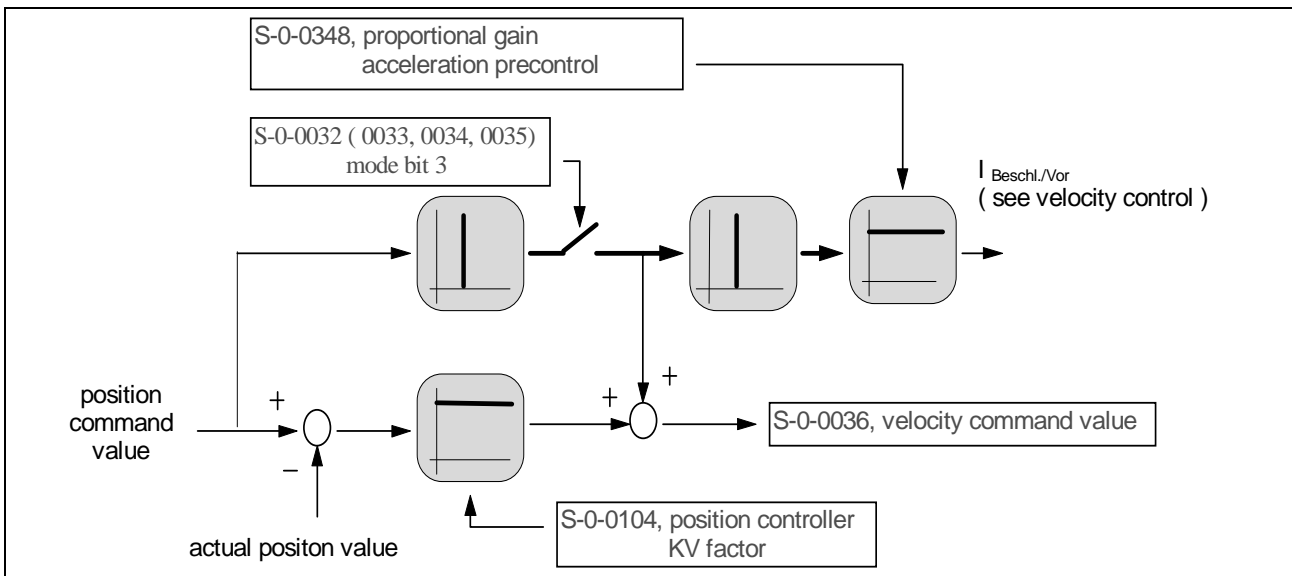 S-0-0348, proportional gain
acceleration precontrol
S-0-0032 ( 0033, 0034, 0035)
mode bit 3
I Beschl./Vor
( see velocity control )
position
command
value
+
−
+
+
S-0-0036, velocity command value
actual positon value
S-0-0104, position controller
KV factor